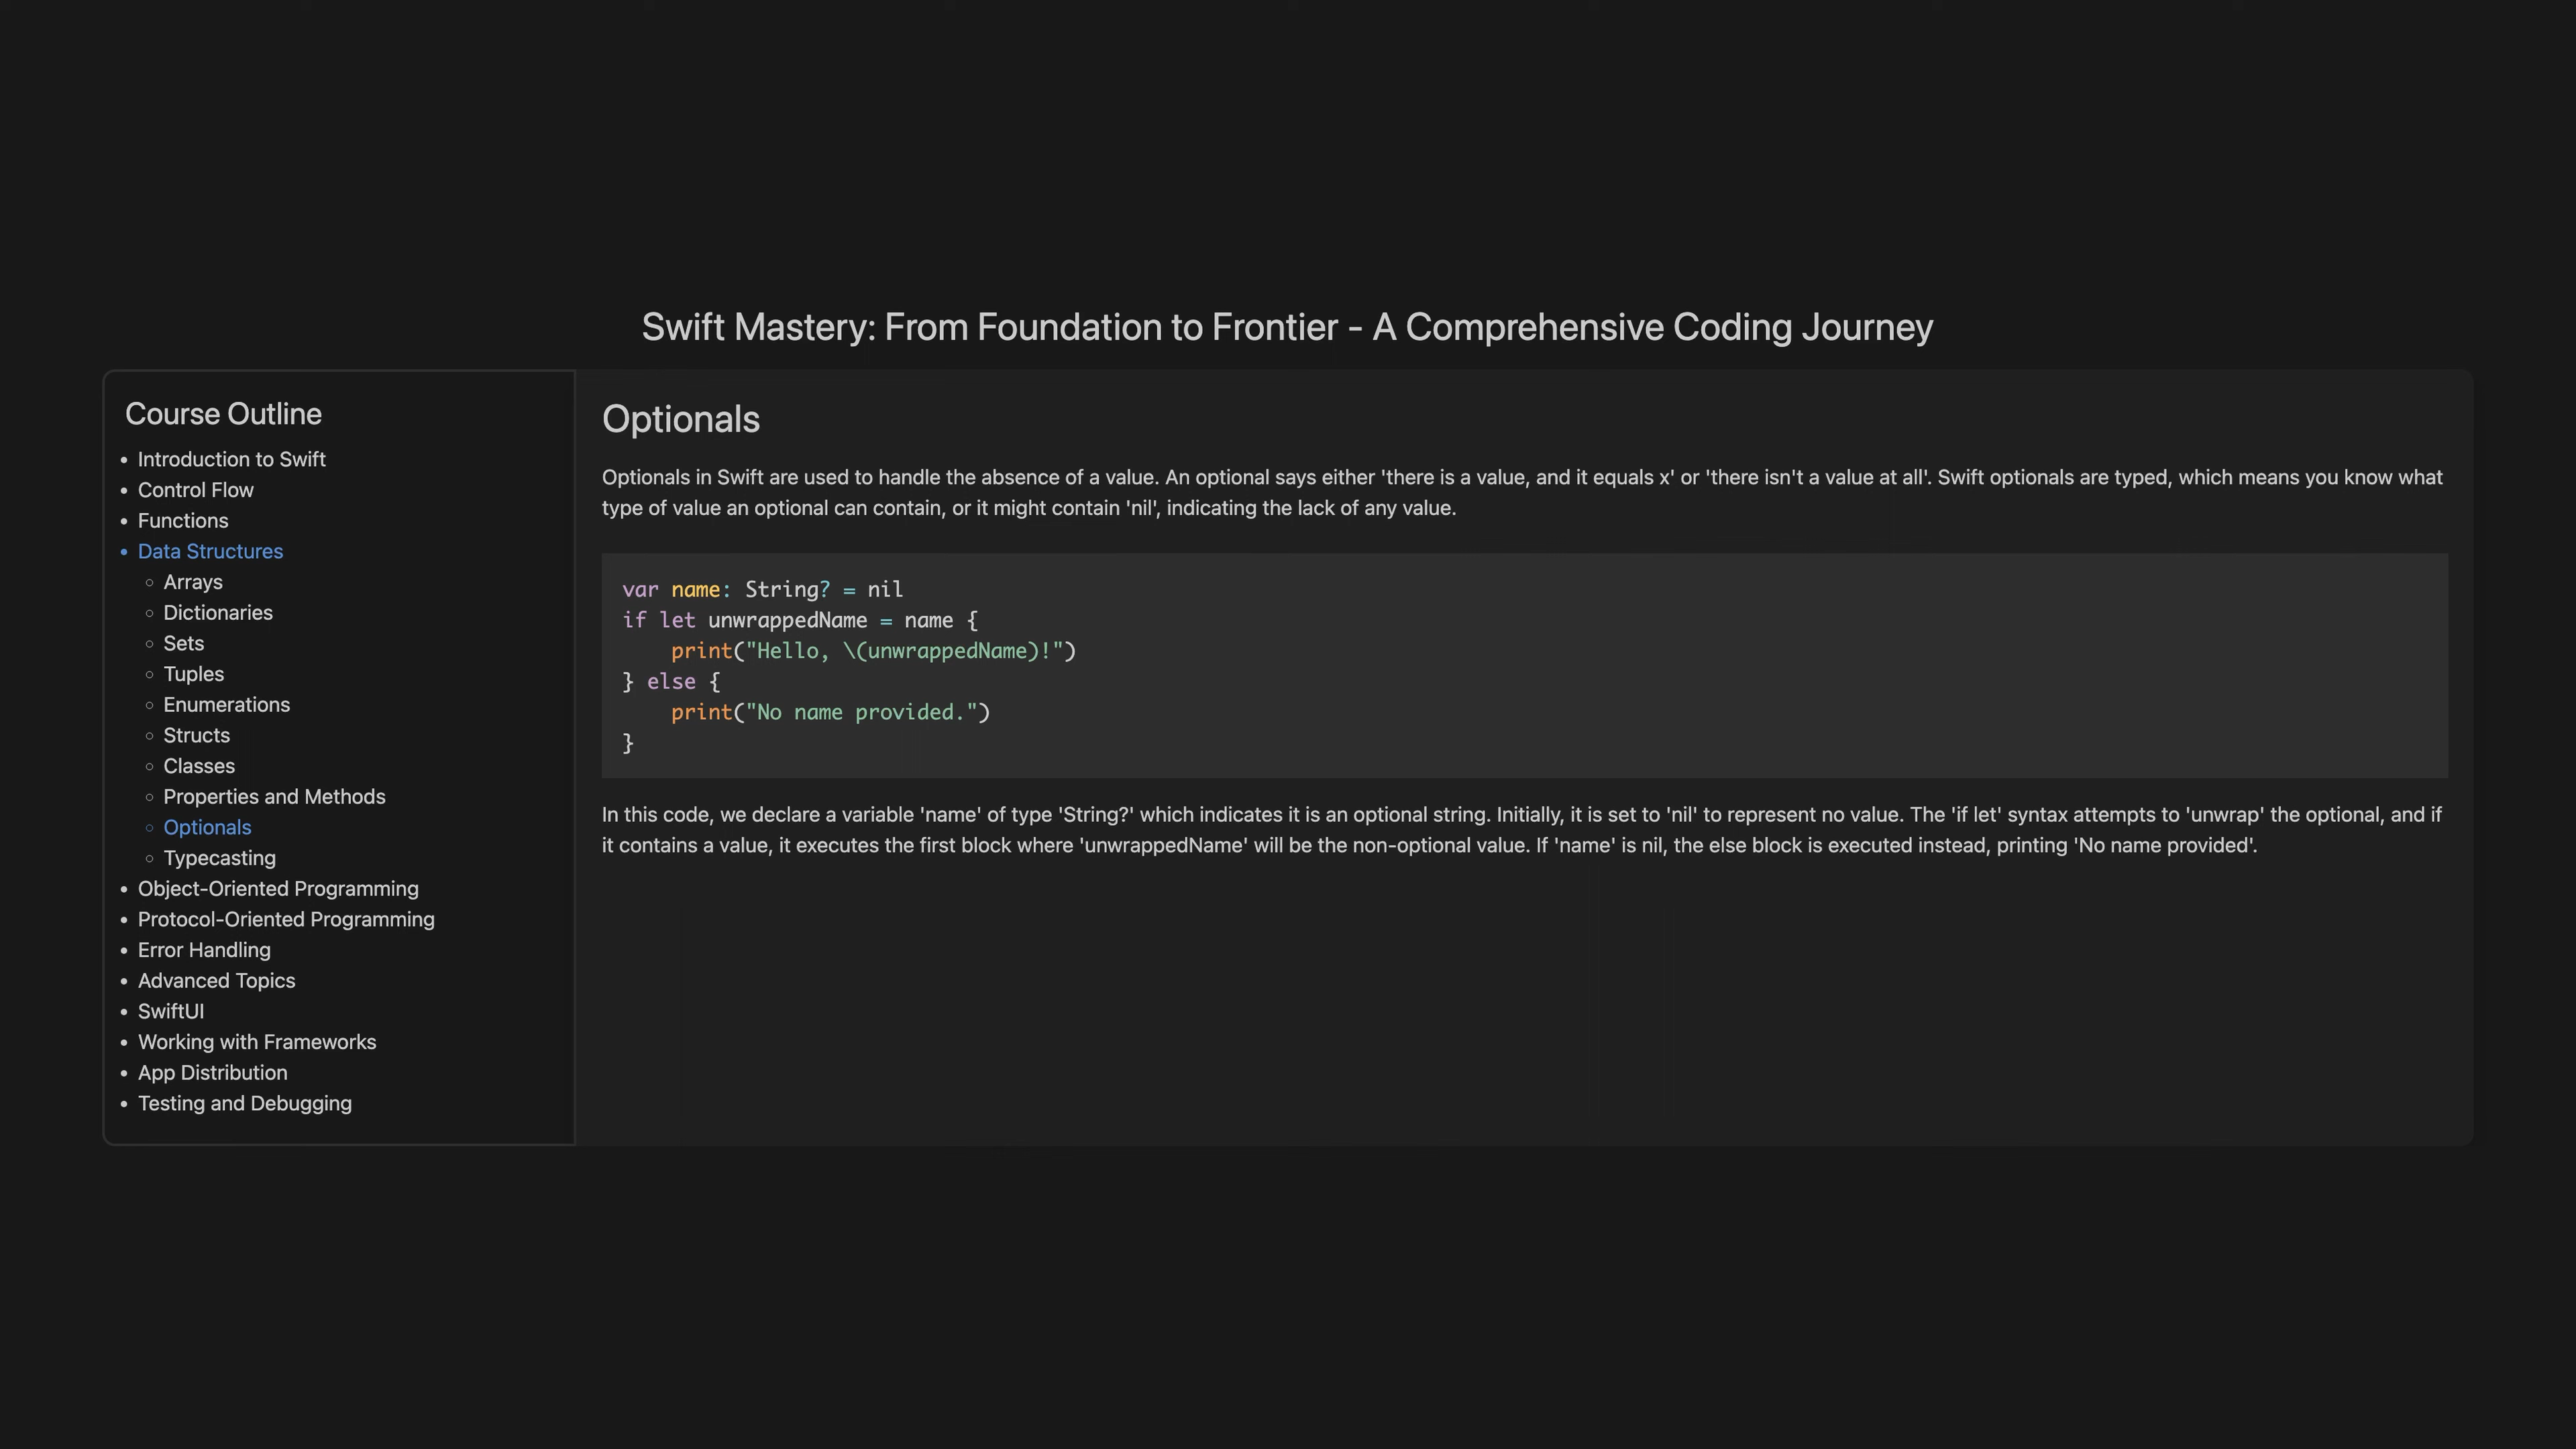 Swift Mastery: From Foundation to Frontier - A Comprehensive Coding Journey
Course Outline
Introduction to Swift
Control Flow
Functions
Data Structures
Arrays
Dictionaries
Sets
Tuples
Enumerations
Structs
Classes
Properties and Methods
Optionals
Typecasting
Object-Oriented Programming
Protocol-Oriented Programming
Error Handling
Advanced Topics
SwiftUI
Working with Frameworks
App Distribution
Testing and Debugging
Optionals
Optionals in Swift are used to handle the absence of a value. An optional says either 'there is a value, and it equals x' or 'there isn't a value at all'. Swift optionals are typed, which means you know what
type of value an optional can contain, or it might contain 'nil', indicating the lack of any value.
var name: String? = nil
if let unwrappedName = name {
    print("Hello, \(unwrappedName)!")
} else {
    print("No name provided.")
}
In this code, we declare a variable 'name' of type 'String?' which indicates it is an optional string. Initially, it is set to 'nil' to represent no value. The 'if let' syntax attempts to 'unwrap' the optional, and if
it contains a value, it executes the first block where 'unwrappedName' will be the non-optional value. If 'name' is nil, the else block is executed instead, printing 'No name provided'.